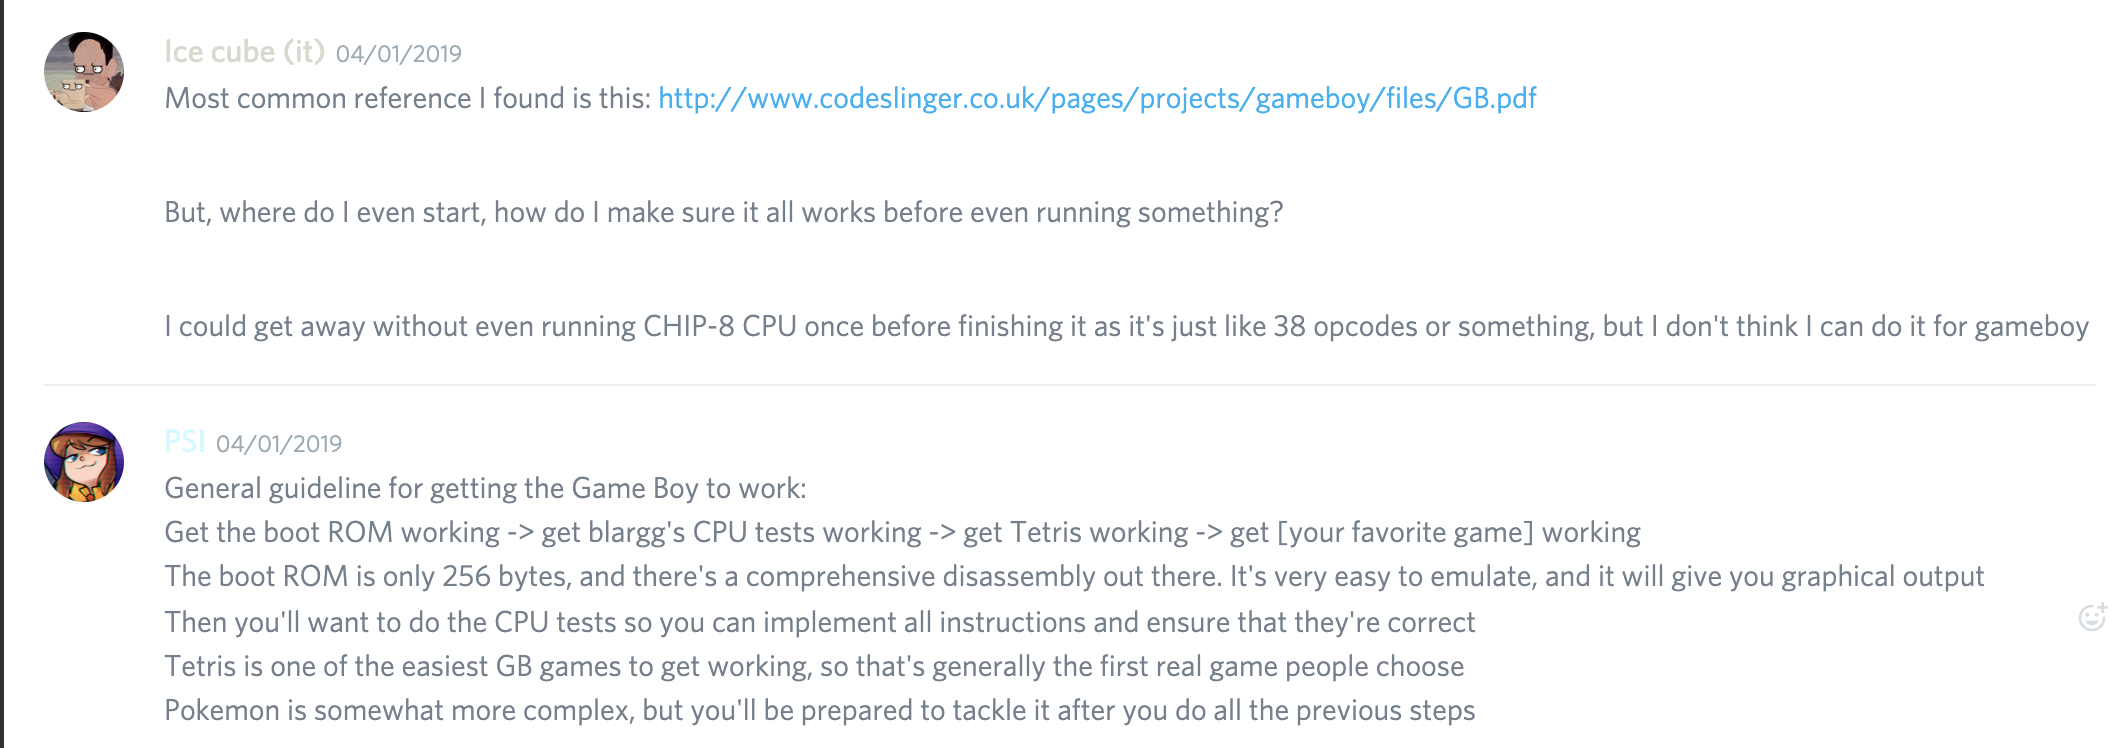 Ice cube (it) 04/01/2019
Most common reference I found is this: http://www.codeslinger.co.uk/pages/projects/gameboy/files/GB.pdf
But, where do I even start, how do I make sure it all works before even running something?
I could get away without even running CHIP-8 CPU once before finishing it as it's just like 38 opcodes or something, but I don't think I can do it for gameboy
PSI 04/01/2019
General guideline for getting the Game Boy to work:
Get the boot ROM working -> get blargg's CPU tests working -> get Tetris working -> get [your favorite game] working
The boot ROM is only 256 bytes, and there's a comprehensive disassembly out there. It's very easy to emulate, and it will give you graphical output
Then you'll want to do the CPU tests so you can implement all instructions and ensure that they're correct
Tetris is one of the easiest GB games to get working, so that's generally the first real game people choose
Pokemon is somewhat more complex, but you'll be prepared to tackle it after you do all the previous steps